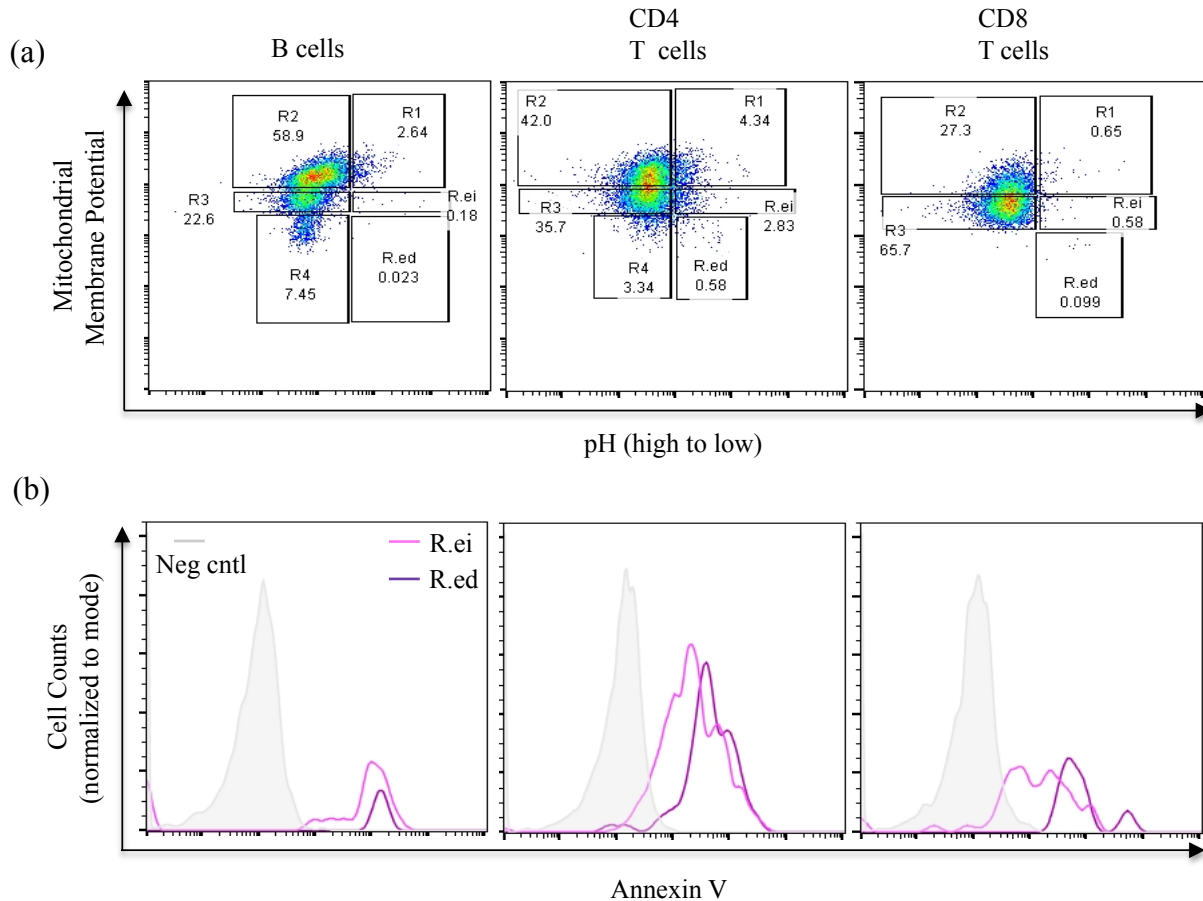 (a)
B cells
CD4
T cells
CD8
T cells
Mitochondrial
Membrane Potential
R2
58.9
R1
2.64
R3
22.6
R.ei
0.18
R4
7.45
R.ed
0.023
R2
42.0
R1
4.34
R3
35.7
R.ei
2.83
R4
3.34
R.ed
0.58
R2
27.3
R1
0.65
R3
65.7
R.ei
0.58
R.ed
0.099
pH (high to low)
(b)
Cell Counts
(normalized to mode)
Neg cntl
R.ei
R.ed
Annexin V